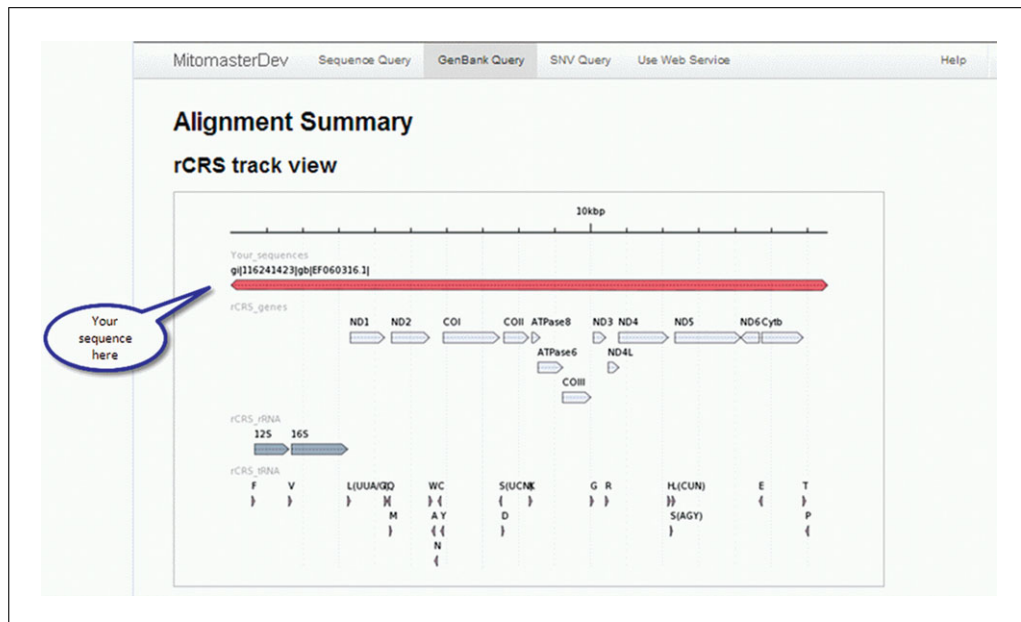 MitomasterDev Sequence Query GenBank Query SNV Query Use Web Service Help
Alignment Summary
rCRS track view
10kbp
Your_sequences
gi|116241423|gb|EF060316.1|
Your
sequence
here
rCRS_genes
ND1 ND2 COI COII ATPase8 ND3 ND4 ND5 ND6 Cytb
ATPase6 ND4L
COIII
rCRS_rRNA
12S 16S
rCRS_tRNA
F V L(UUA/G) Q WC S(UCN) K G R H L(CUN) E T
M A Y D S(AGY) P
N